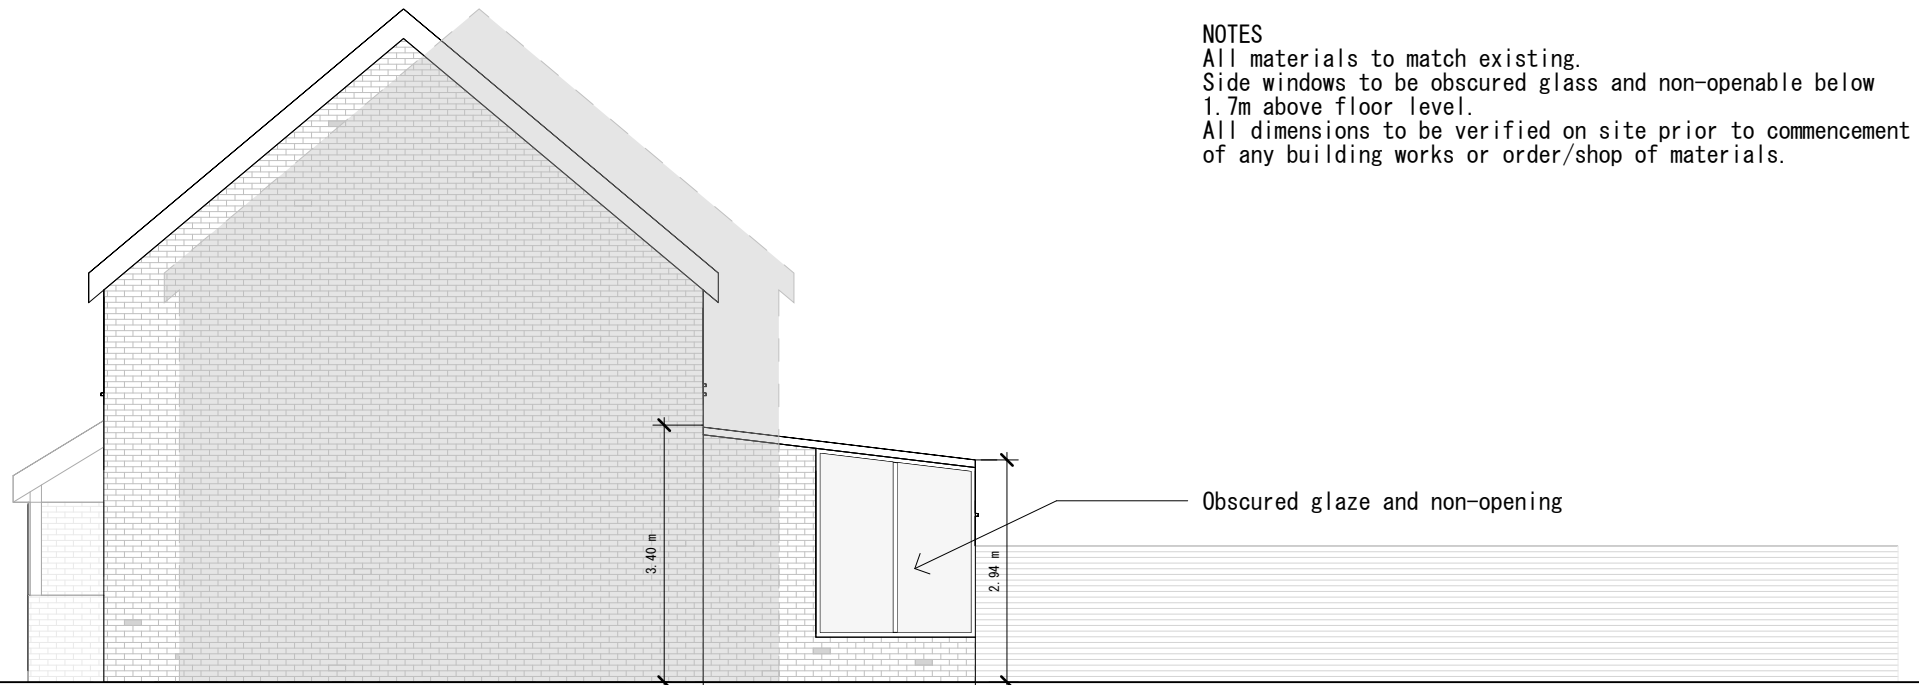 NOTES
All materials to match existing.
Side windows to be obscured glass and non-openable below
1.7m above floor level.
All dimensions to be verified on site prior to commencement
of any building works or order/shop of materials.
Obscured glaze and non-opening
3.40 m
2.94 m